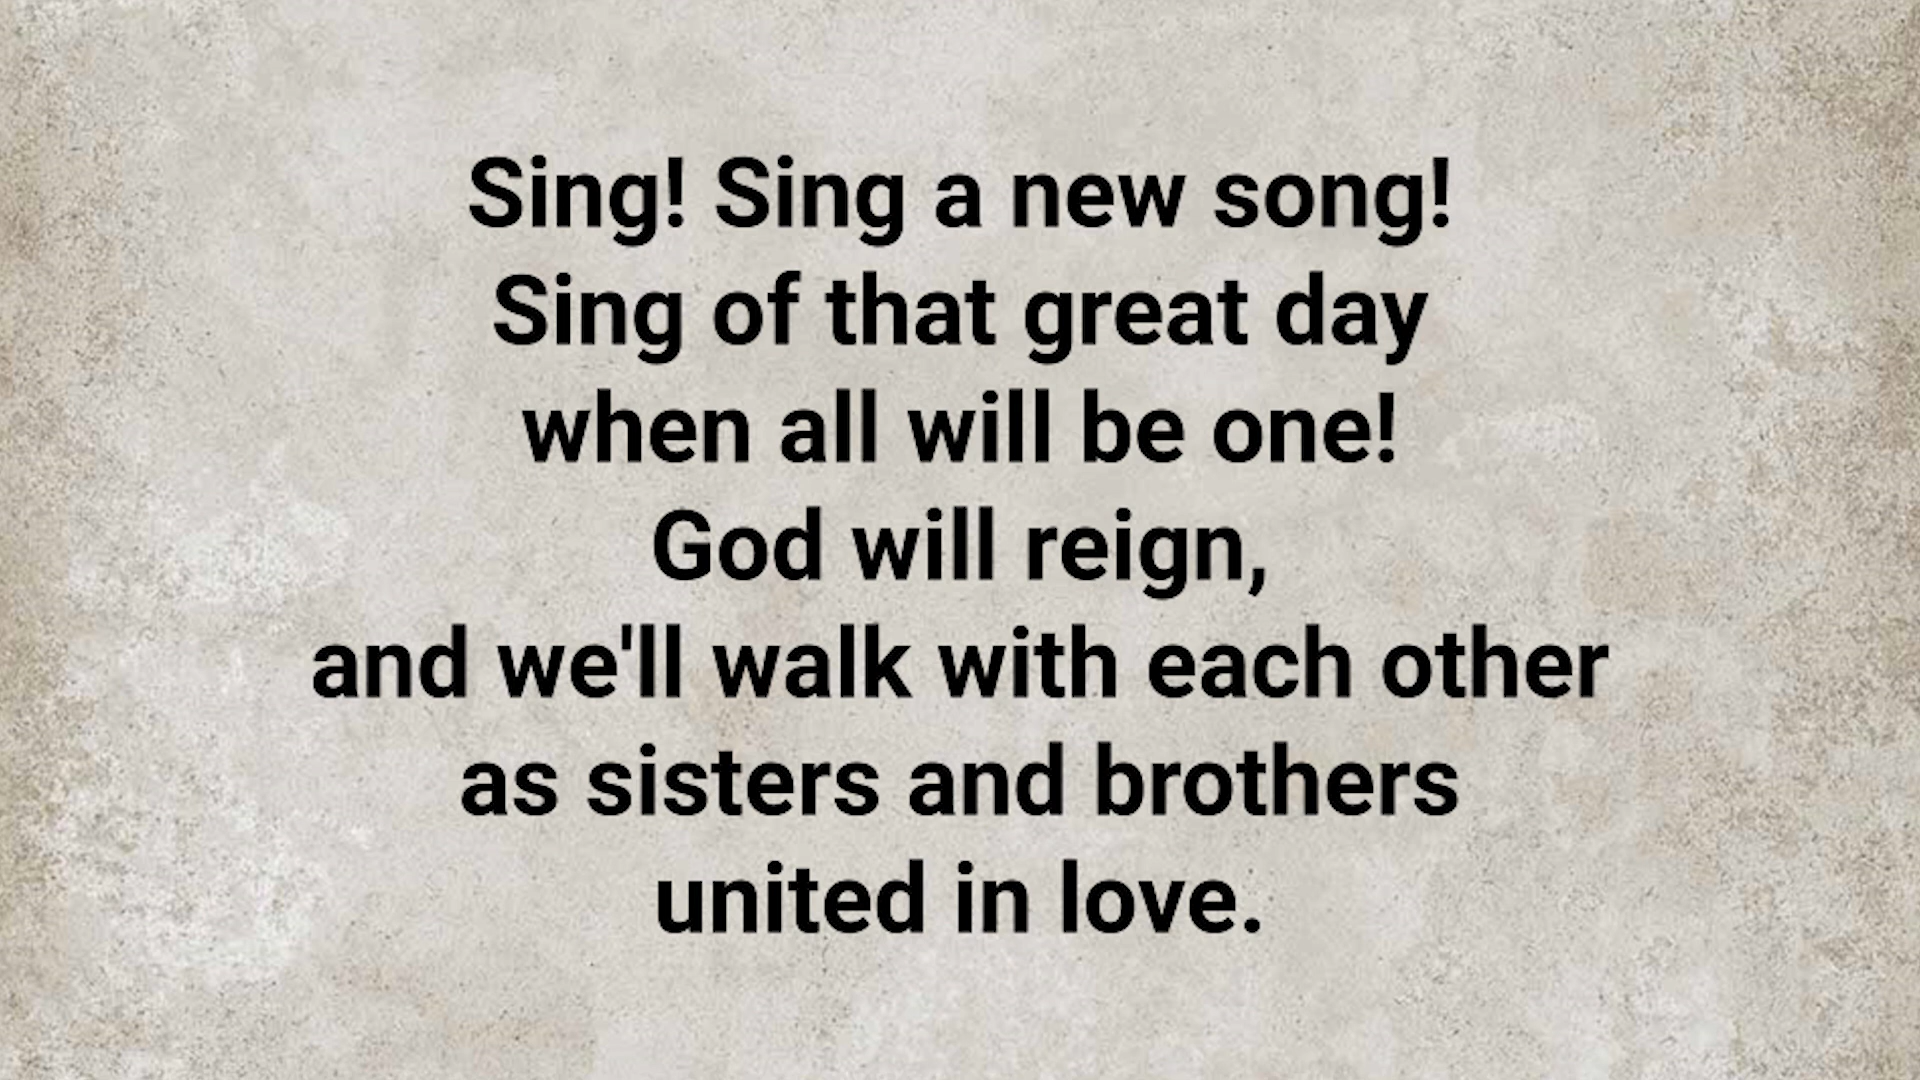 Sing! Sing a new song!
Sing of that great day
when all will be one!
God will reign,
and we'll walk with each other
as sisters and brothers
united in love.